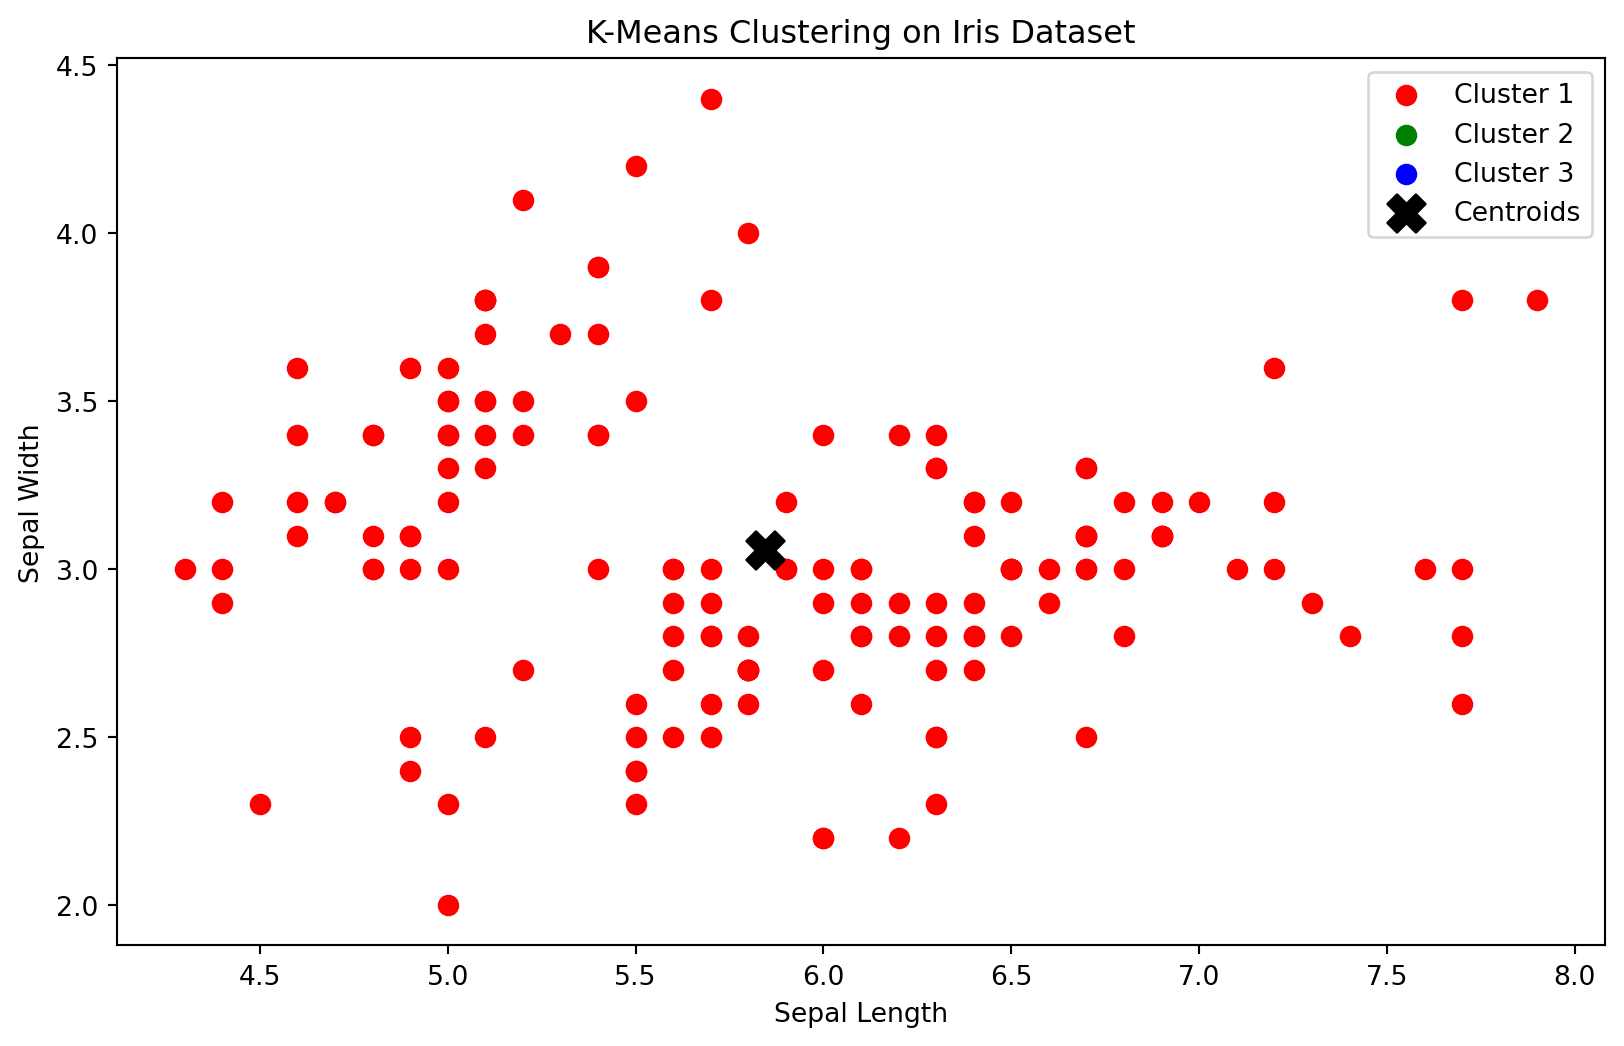 K-Means Clustering on Iris Dataset
Cluster 1
Cluster 2
Cluster 3
Centroids
Sepal Width
4.5
4.0
3.5
3.0
2.5
2.0
4.5 5.0 5.5 6.0 6.5 7.0 7.5 8.0
Sepal Length